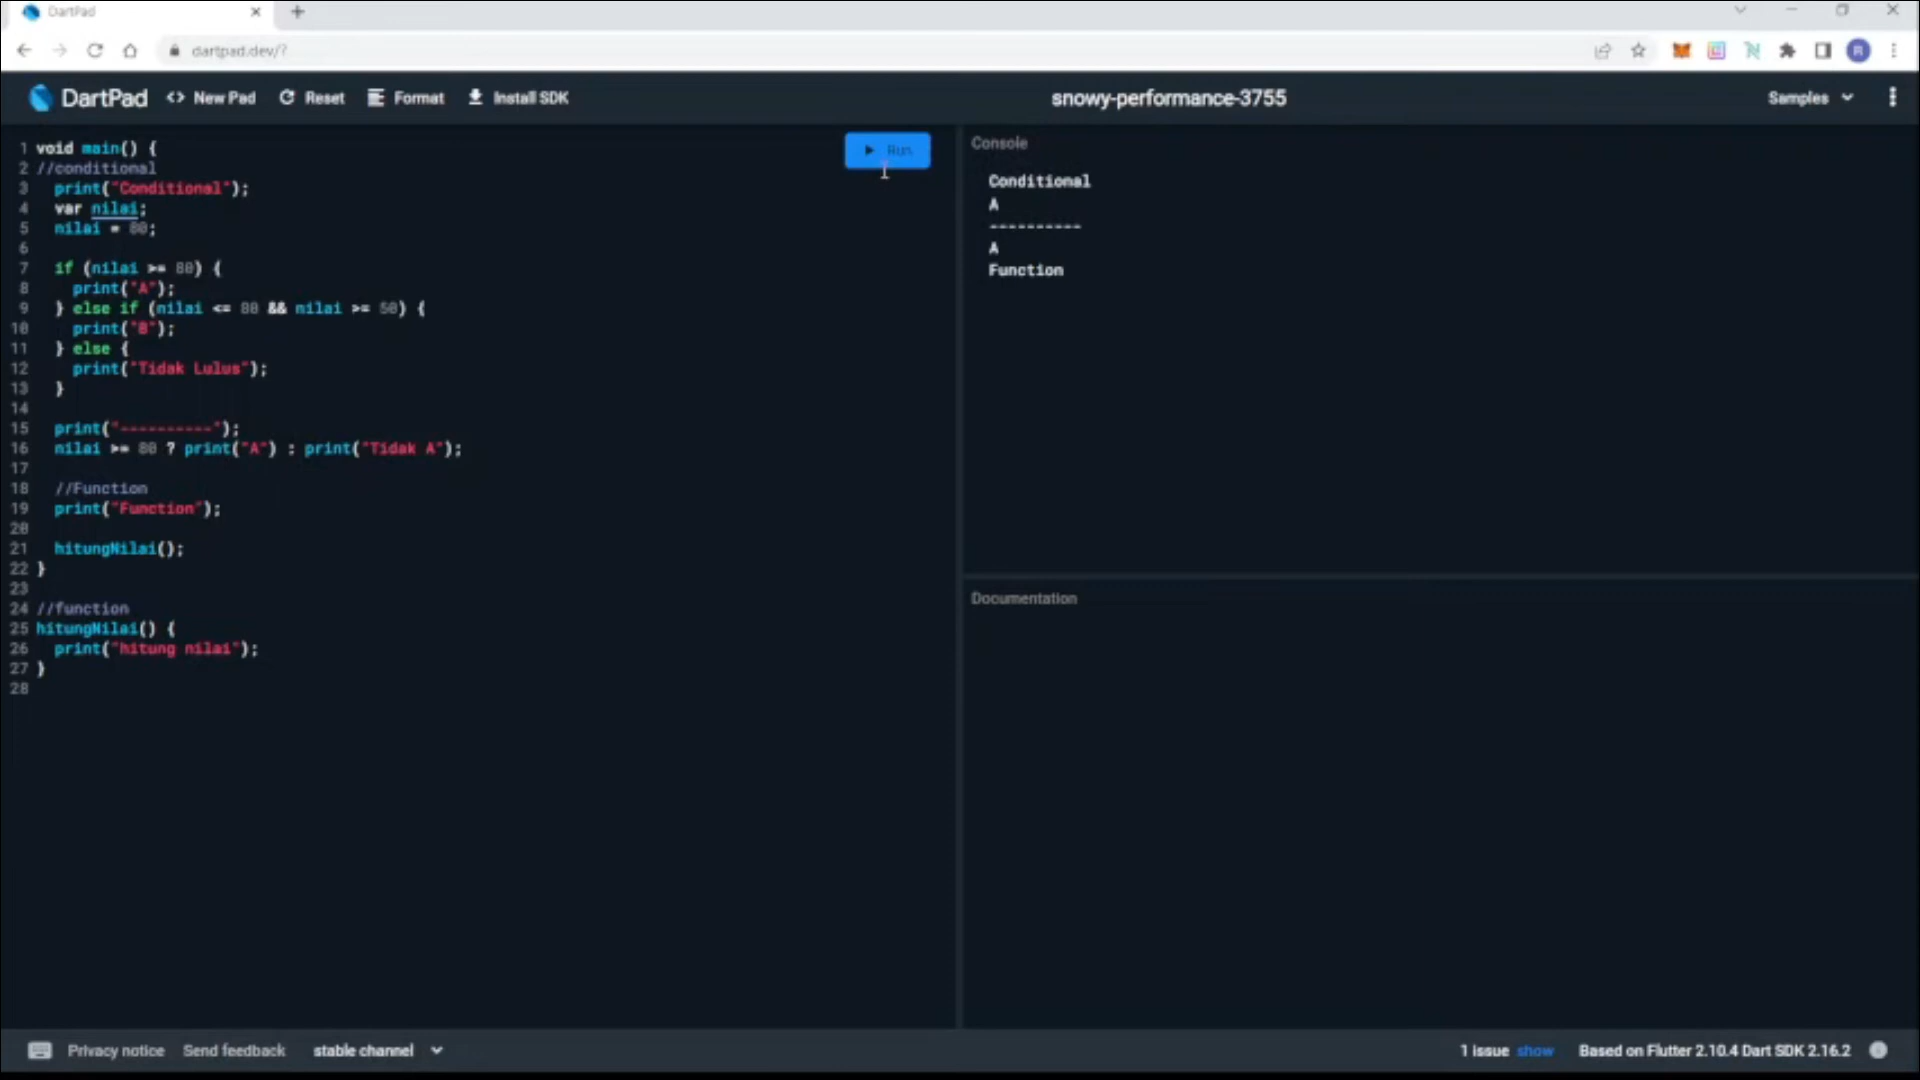 DartPad
dartpad.dev/?
R
DartPad
<> New Pad
Reset
Format
Install SDK
snowy-performance-3755
Samples
1 void main() {
2 //conditional
3 print("Conditional");
4 var nilai;
5 nilai = 80;
6
7 if (nilai >= 80) {
8 print("A");
9 } else if (nilai <= 80 && nilai >= 50) {
10 print("B");
11 } else {
12 print("Tidak Lulus");
13 }
14
15 print("----------");
16 nilai >= 80 ? print("A") : print("Tidak A");
17
18 //Function
19 print("Function");
20
21 hitungNilai();
22 }
23
24 //function
25 hitungNilai() {
26 print("hitung nilai");
27 }
28
Run
Console
Conditional
A
----------
A
Function
Documentation
Privacy notice
Send feedback
stable channel
1 issue show
Based on Flutter 2.10.4 Dart SDK 2.16.2